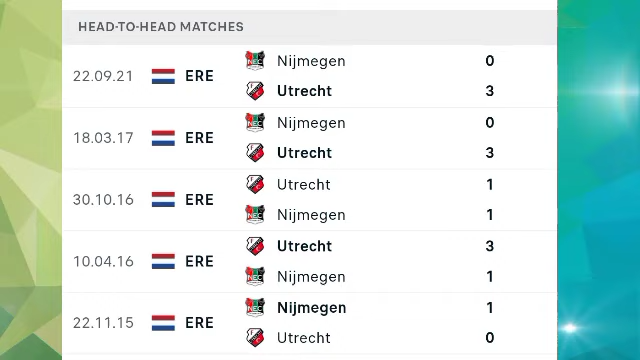 HEAD-TO-HEAD MATCHES
22.09.21 ERE Nijmegen 0
Utrecht 3
18.03.17 ERE Nijmegen 0
Utrecht 3
30.10.16 ERE Utrecht 1
Nijmegen 1
10.04.16 ERE Utrecht 3
Nijmegen 1
22.11.15 ERE Nijmegen 1
Utrecht 0